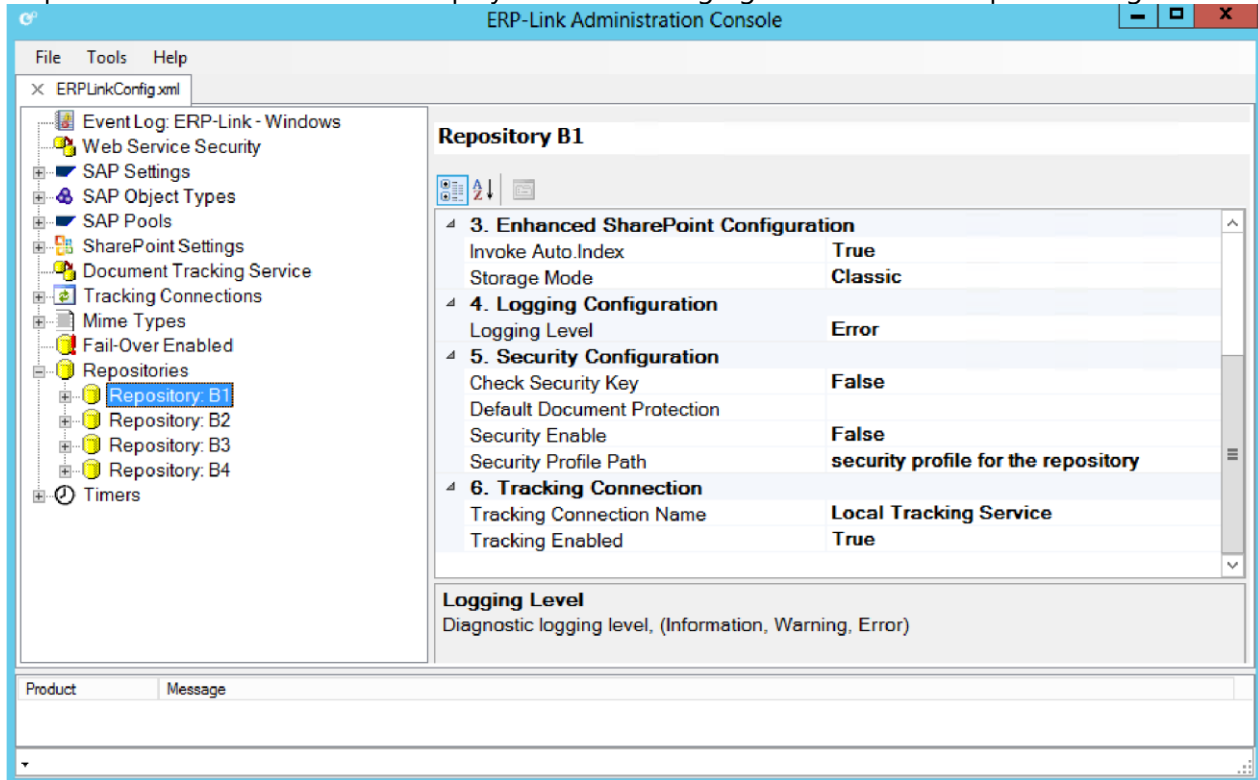 ERP-Link Administration Console
File Tools Help
ERPLinkConfig.xml
Event Log: ERP-Link - Windows
Web Service Security
SAP Settings
SAP Object Types
SAP Pools
SharePoint Settings
Document Tracking Service
Tracking Connections
Mime Types
Fail-Over Enabled
Repositories
Repository: B1
Repository: B2
Repository: B3
Repository: B4
Timers
Repository B1
3. Enhanced SharePoint Configuration
Invoke Auto.Index True
Storage Mode Classic
4. Logging Configuration
Logging Level Error
5. Security Configuration
Check Security Key False
Default Document Protection
Security Enable False
Security Profile Path security profile for the repository
6. Tracking Connection
Tracking Connection Name Local Tracking Service
Tracking Enabled True
Logging Level
Diagnostic logging level, (Information, Warning, Error)
Product Message